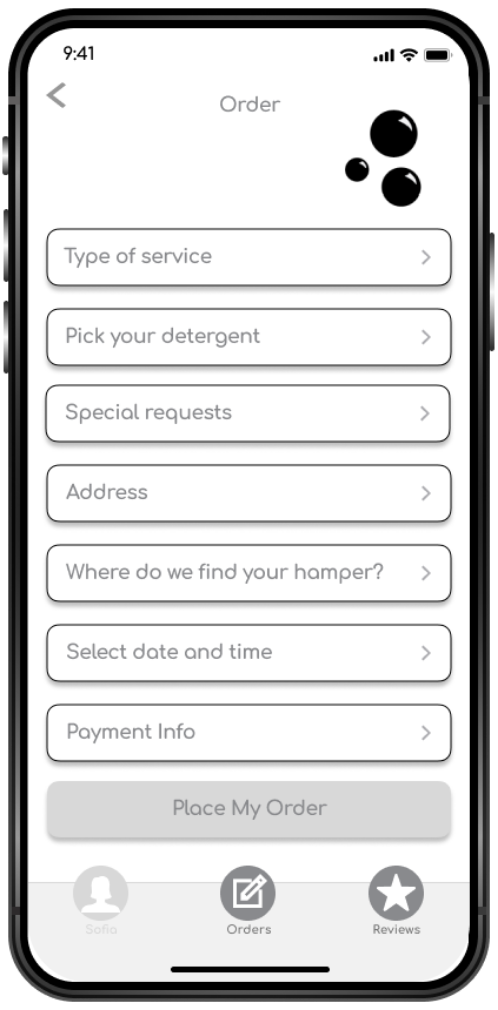 9:41
Order
Type of service
Pick your detergent
Special requests
Address
Where do we find your hamper?
Select date and time
Payment Info
Place My Order
Sofia
Orders
Reviews